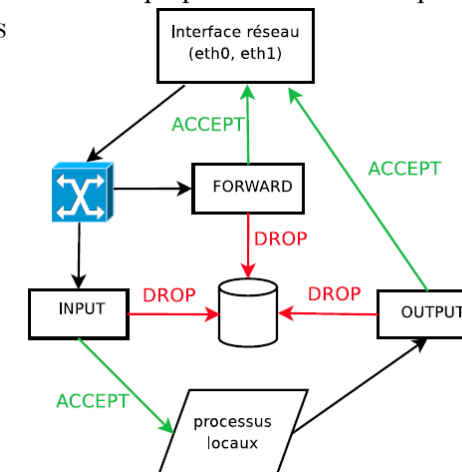 s
Interface réseau
(eth0, eth1)
ACCEPT
ACCEPT
FORWARD
DROP
INPUT
DROP
DROP
OUTPUT
ACCEPT
processus
locaux